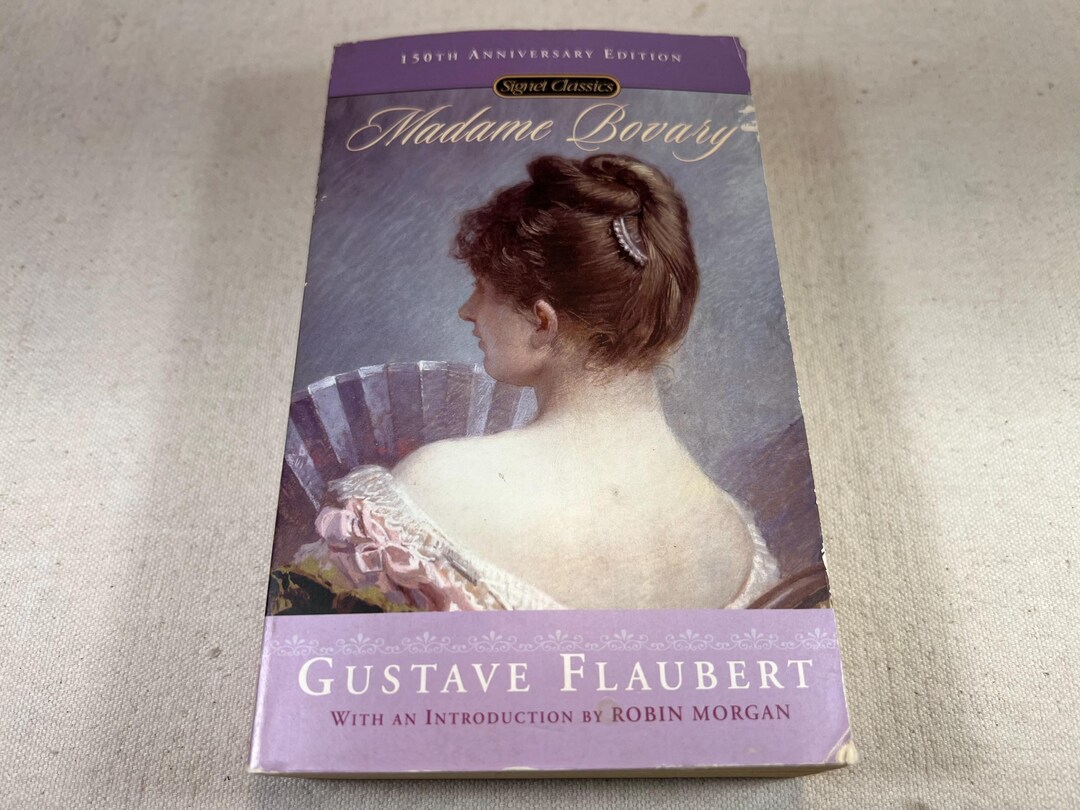 150TH ANNIVERSARY EDITION
Signet Classics
Madame Bovary
GUSTAVE FLAUBERT
WITH AN INTRODUCTION BY ROBIN MORGAN